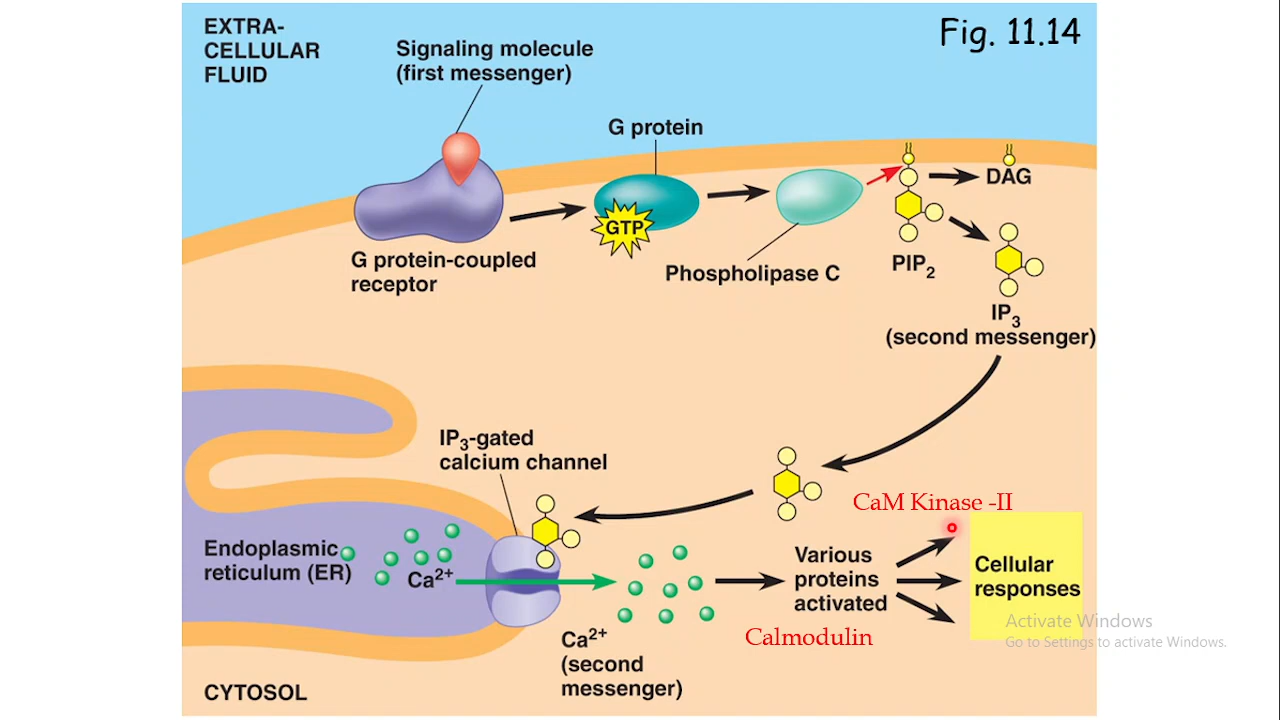 EXTRA-
CELLULAR
FLUID
Fig. 11.14
Signaling molecule
(first messenger)
G protein
GTP
DAG
G protein-coupled
receptor
Phospholipase C
PIP2
IP3
(second messenger)
IP3-gated
calcium channel
CaM Kinase -II
Endoplasmic
reticulum (ER)
Ca2+
Various
proteins
activated
Cellular
responses
Calmodulin
Ca2+
(second
messenger)
CYTOSOL
Activate Windows
Go to Settings to activate Windows.